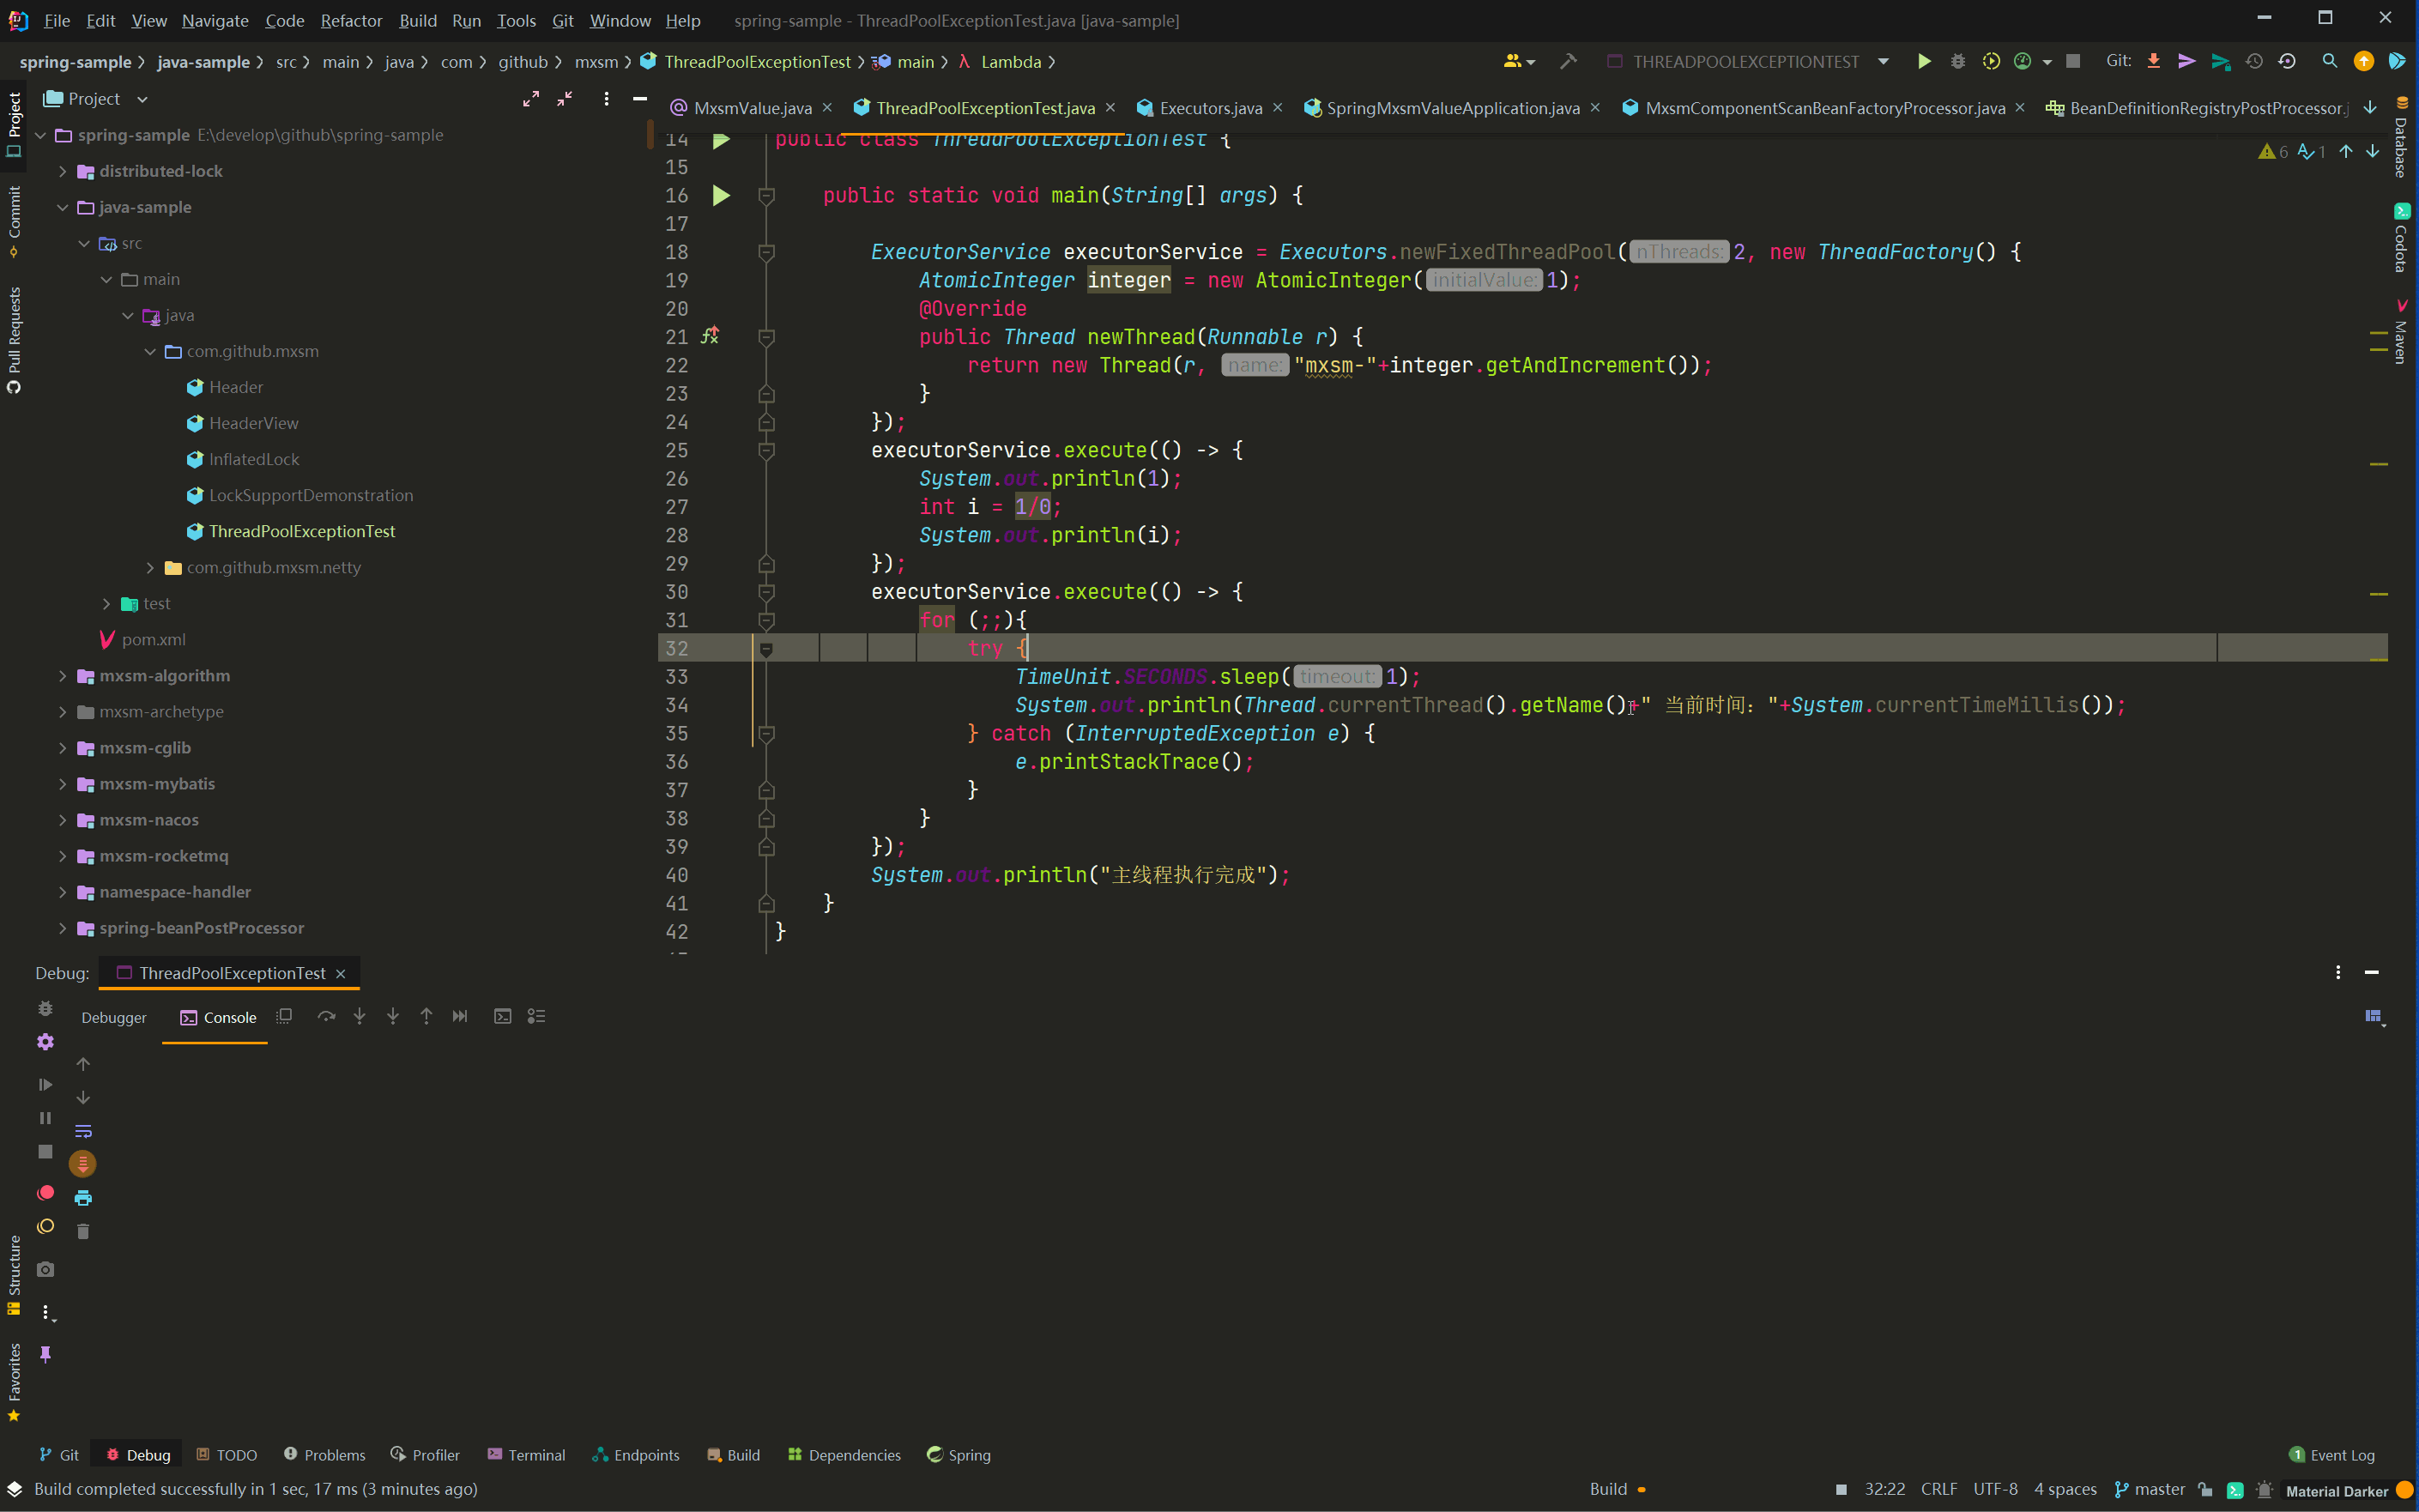 File Edit View Navigate Code Refactor Build Run Tools Git Window Help spring-sample - ThreadPoolExceptionTest.java [java-sample]
spring-sample java-sample src main java com github mxsm ThreadPoolExceptionTest main λ Lambda THREADPOOLEXCEPTIONTEST Git:
Project
MxsmValue.java ThreadPoolExceptionTest.java Executors.java SpringMxsmValueApplication.java MxsmComponentScanBeanFactoryProcessor.java BeanDefinitionRegistryPostProcessor.j
spring-sample E:\develop\github\spring-sample
distributed-lock
java-sample
src
main
java
com.github.mxsm
Header
HeaderView
InflatedLock
LockSupportDemonstration
ThreadPoolExceptionTest
com.github.mxsm.netty
test
pom.xml
mxsm-algorithm
mxsm-archetype
mxsm-cglib
mxsm-mybatis
mxsm-nacos
mxsm-rocketmq
namespace-handler
spring-beanPostProcessor
Project
Commit
Pull Requests
Structure
Favorites
6 1
14 public class ThreadPoolExceptionTest {
15
16 public static void main(String[] args) {
17
18 ExecutorService executorService = Executors.newFixedThreadPool( nThreads: 2, new ThreadFactory() {
19 AtomicInteger integer = new AtomicInteger( initialValue: 1);
20 @Override
21 public Thread newThread(Runnable r) {
22 return new Thread(r, name: "mxsm-"+integer.getAndIncrement());
23 }
24 });
25 executorService.execute(() -> {
26 System.out.println(1);
27 int i = 1/0;
28 System.out.println(i);
29 });
30 executorService.execute(() -> {
31 for (;;){
32 try {
33 TimeUnit.SECONDS.sleep( timeout: 1);
34 System.out.println(Thread.currentThread().getName()+" 当前时间: "+System.currentTimeMillis());
35 } catch (InterruptedException e) {
36 e.printStackTrace();
37 }
38 }
39 });
40 System.out.println("主线程执行完成");
41 }
42 }
Database
Codota
Maven
Debug: ThreadPoolExceptionTest
Debugger Console
Git Debug TODO Problems Profiler Terminal Endpoints Build Dependencies Spring 1 Event Log
Build completed successfully in 1 sec, 17 ms (3 minutes ago) Build 32:22 CRLF UTF-8 4 spaces master Material Darker